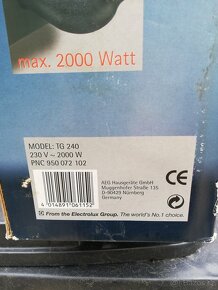 max. 2000 Watt
MODEL: TG 240
230 V ~ 2000 W
PNC 950 072 102
AEG Hausgeräte GmbH
Muggenhofer Straße 135
D-90429 Nürnberg
Germany
CE
4 014891 061152
From the Electrolux Group. The world's No.1 choice.